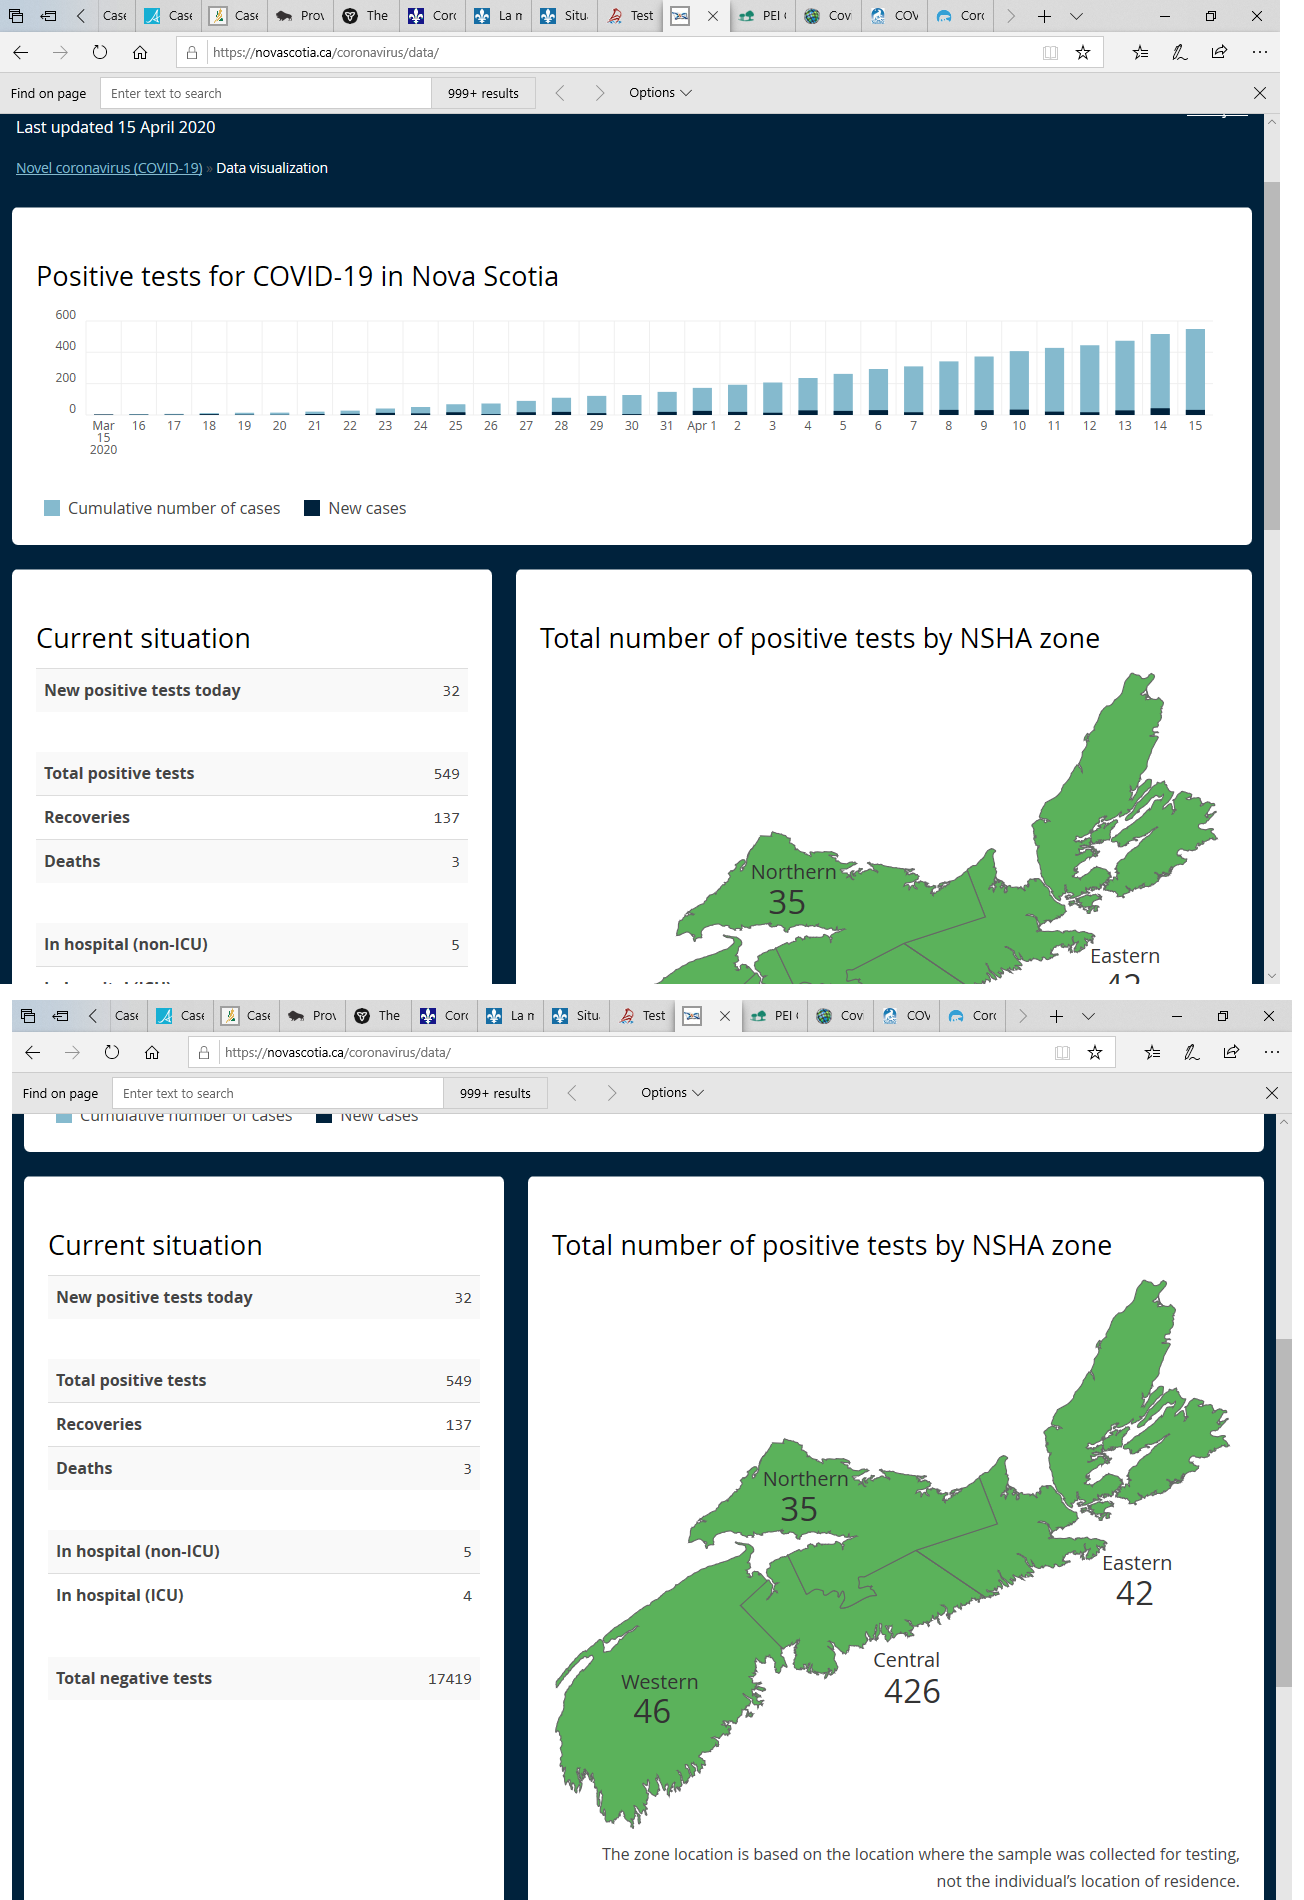 Case
Case
Case
Prov
The
Corc
La n
Situ
Test
PEI
Cov
COV
Corc
https://novascotia.ca/coronavirus/data/
Find on page
Enter text to search
999+ results
Options
Last updated 15 April 2020
Novel coronavirus (COVID-19) » Data visualization
Positive tests for COVID-19 in Nova Scotia
600
400
200
0
Mar 15 2020 16 17 18 19 20 21 22 23 24 25 26 27 28 29 30 31 Apr 1 2 3 4 5 6 7 8 9 10 11 12 13 14 15
Cumulative number of cases New cases
Current situation
New positive tests today 32
Total positive tests 549
Recoveries 137
Deaths 3
In hospital (non-ICU) 5
Total number of positive tests by NSHA zone
Northern
35
Eastern
42
Case
Case
Case
Prov
The
Corc
La n
Situ
Test
PEI
Cov
COV
Corc
https://novascotia.ca/coronavirus/data/
Find on page
Enter text to search
999+ results
Options
Cumulative number of cases New cases
Current situation
New positive tests today 32
Total positive tests 549
Recoveries 137
Deaths 3
In hospital (non-ICU) 5
In hospital (ICU) 4
Total negative tests 17419
Total number of positive tests by NSHA zone
Northern
35
Eastern
42
Central
426
Western
46
The zone location is based on the location where the sample was collected for testing,
not the individual's location of residence.